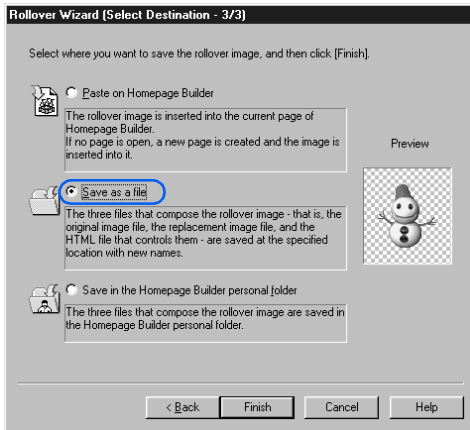 Rollover Wizard (Select Destination - 3/3)
Select where you want to save the rollover image, and then click [Finish].
Paste on Homepage Builder
The rollover image is inserted into the current page of
Homepage Builder.
If no page is open, a new page is created and the image is
inserted into it.
Preview
Save as a file
The three files that compose the rollover image - that is, the
original image file, the replacement image file, and the
HTML file that controls them - are saved at the specified
location with new names.
Save in the Homepage Builder personal folder
The three files that compose the rollover image are saved in
the Homepage Builder personal folder.
< Back Finish Cancel Help